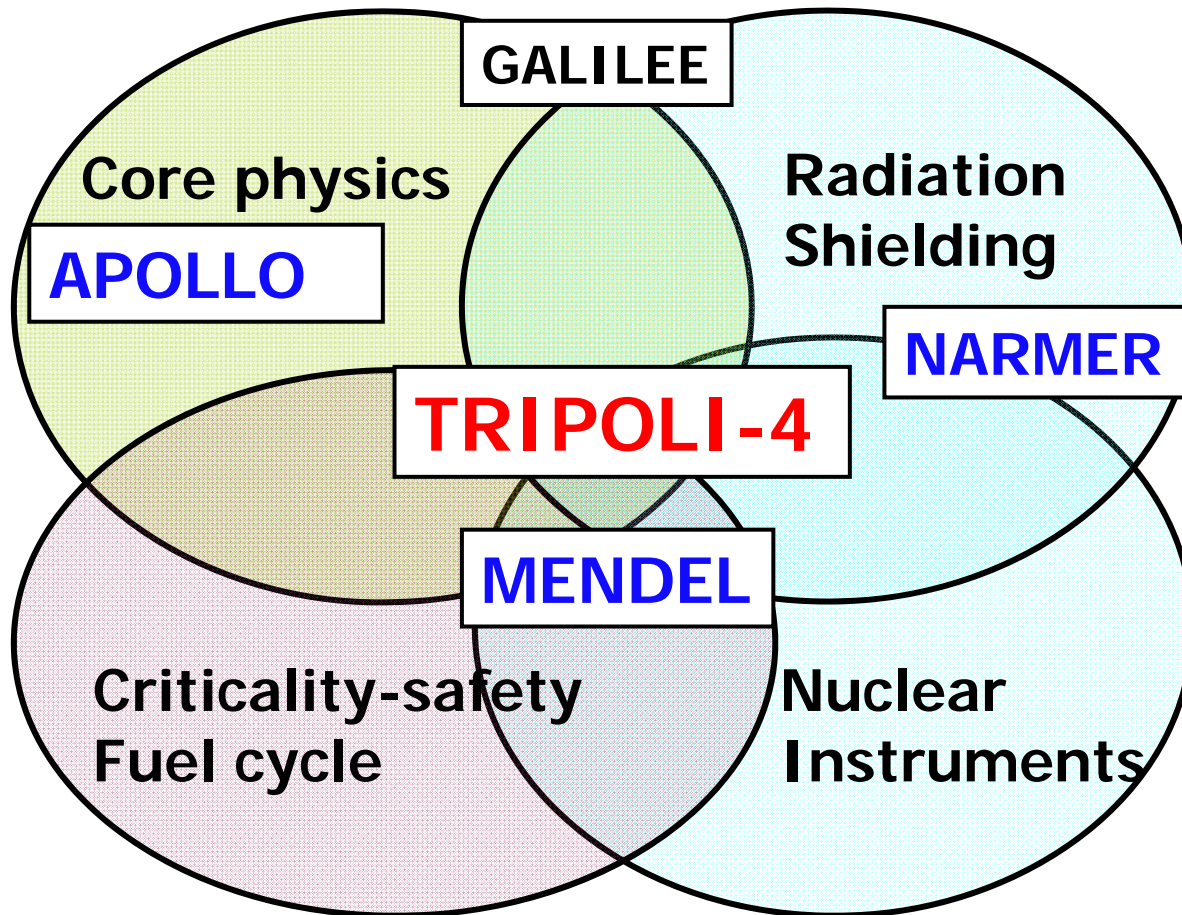 GALILEE
Core physics
APOLLO
Radiation
Shielding
NARMER
TRIPOLI-4
MENDEL
Criticality-safety
Fuel cycle
Nuclear
Instruments